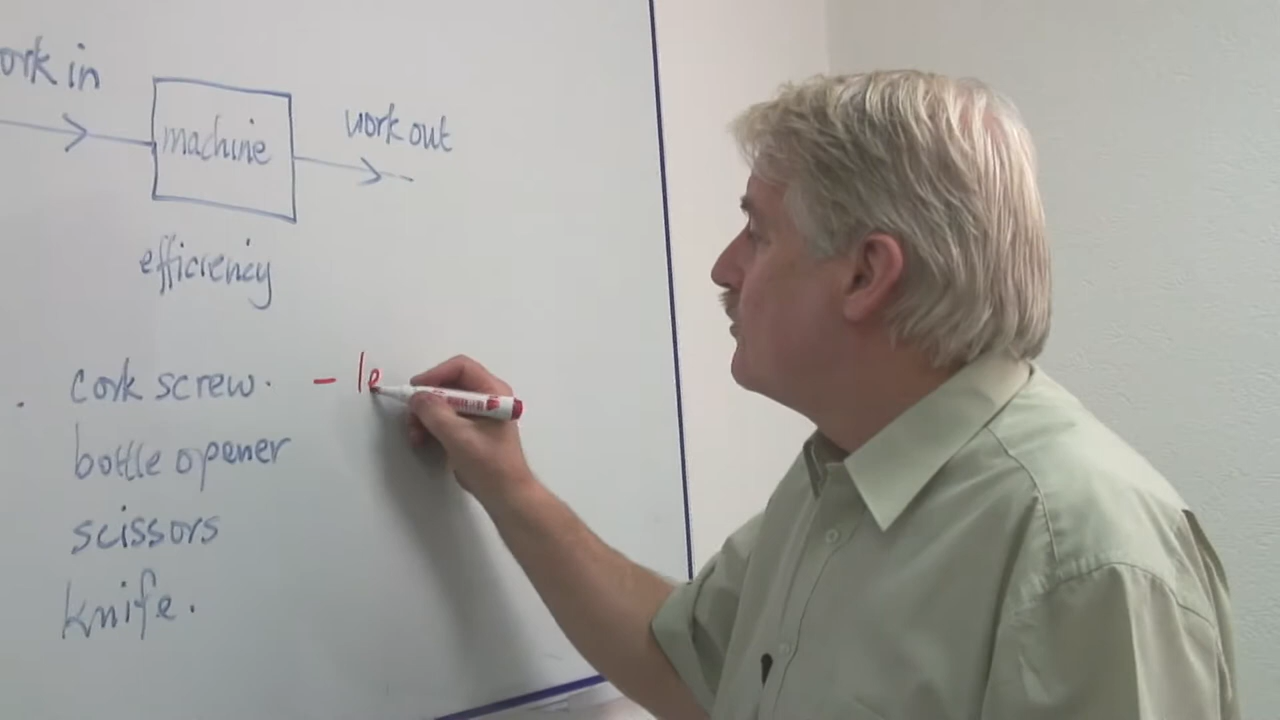 ork in
machine
work out
efficiency
cork screw. - le
bottle opener
scissors
knife.